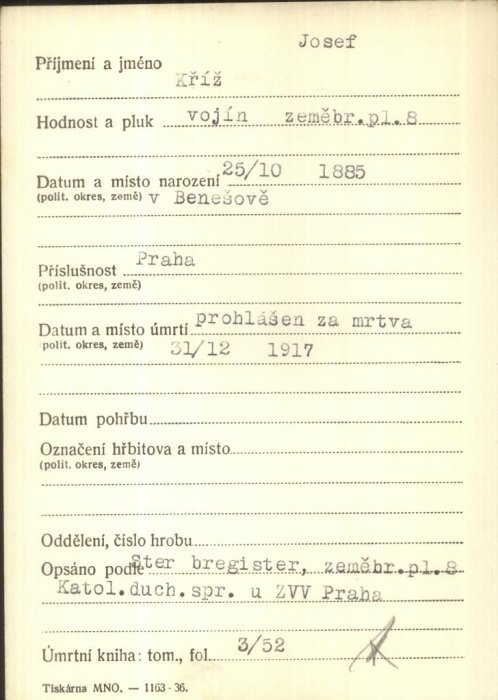 Josef
Příjmení a jméno
Kříž
Hodnost a pluk vojín zeměbr.pl.8
Datum a místo narození 25/10 1885
(polit. okres, země) v Benešově
Příslušnost Praha
(polit. okres, země)
Datum a místo úmrtí prohlášen za mrtva
polit. okres, země) 31/12 1917
Datum pohřbu
Označení hřbitova a místo
(polit. okres, země)
Oddělení, číslo hrobu
Opsáno podle Ster bregister, zeměbr.pl.8
Katol.duch.spr. u ZVV Praha
Úmrtní kniha: tom., fol. 3/52
Tiskárna MNO. — 1163-36.